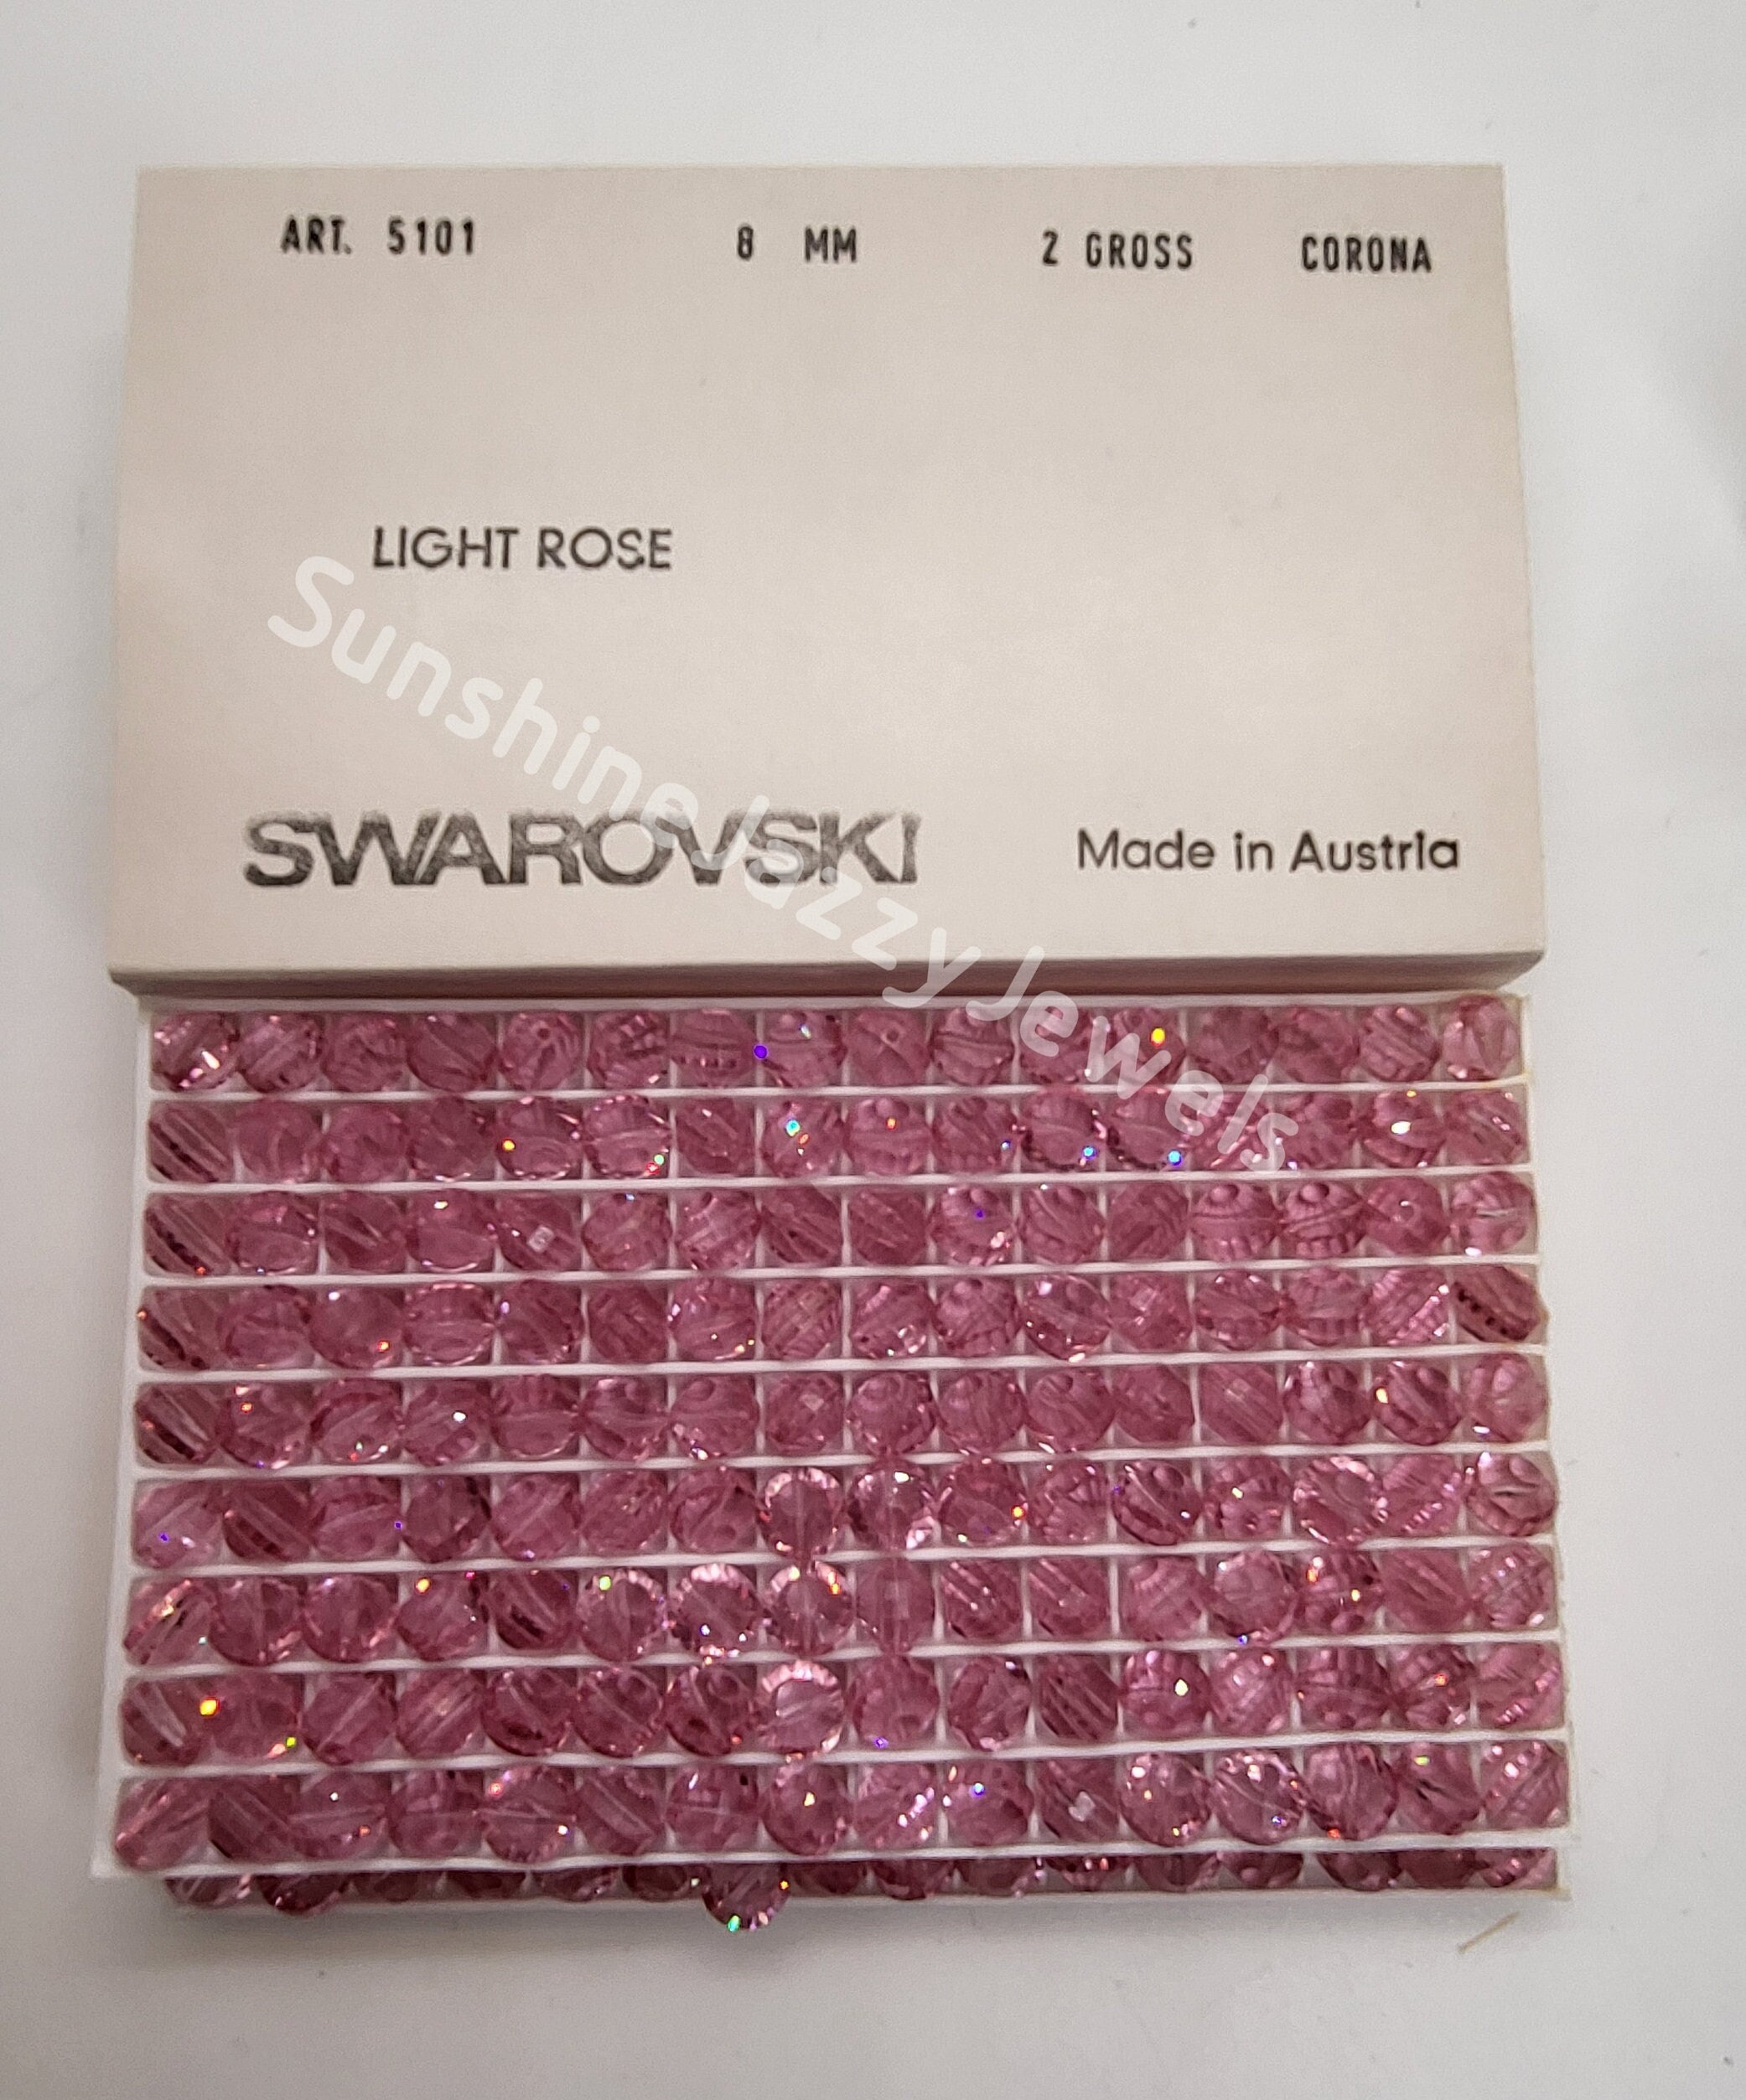 ART. 5101 8 MM 2 GROSS CORONA
LIGHT ROSE
SunshineJazzyJewels
SWAROVSKI Made in Austria